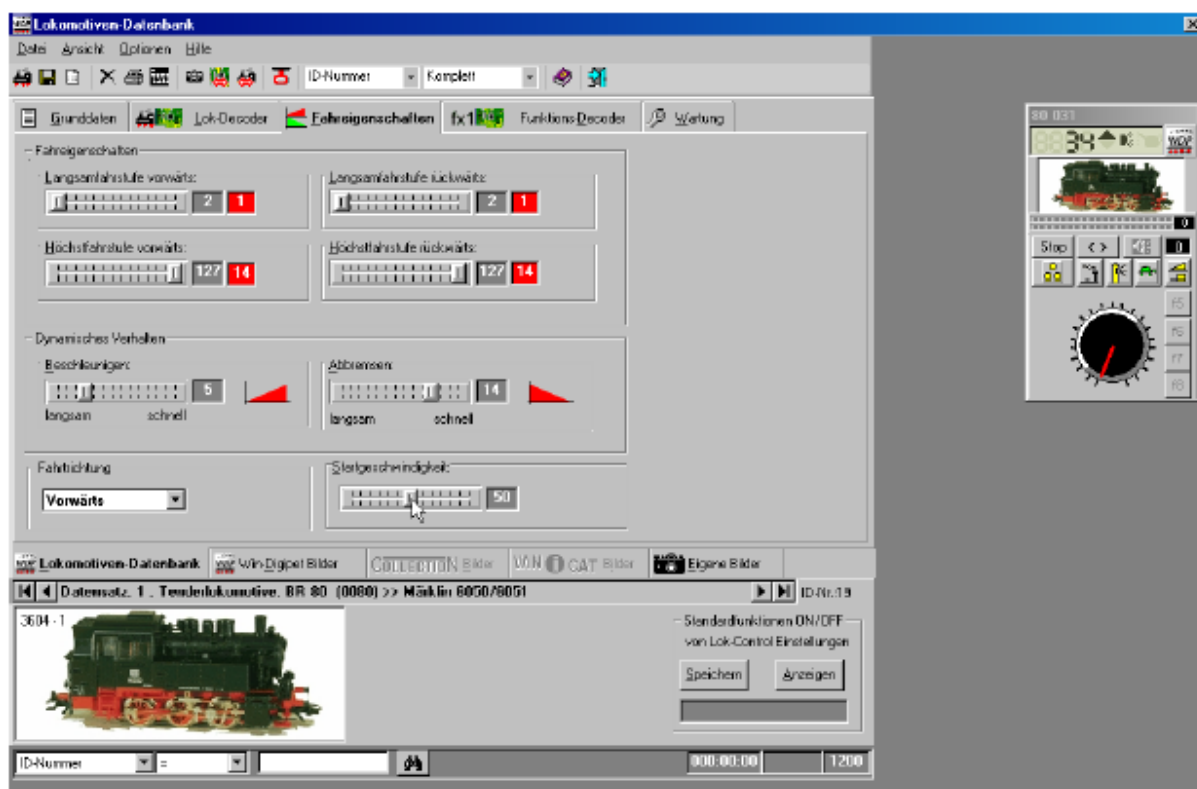 Lokomotiven-Datenbank
Datei Ansicht Optionen Hilfe
ID-Nummer Komplett
Grunddaten Lok-Decoder Fahreigenschaften fx1 Funktions-Decoder Wartung
Fahreigenschaften
Langsamfahrstufe vorwärts: Langsamfahrstufe rückwärts:
2 1 2 1
Höchstfahrstufe vorwärts: Höchstfahrstufe rückwärts:
127 14 127 14
Dynamisches Verhalten
Beschleunigen: Abbremsen:
5 14
langsam schnell langsam schnell
Fahrtrichtung Startgeschwindigkeit:
Vorwärts 50
80 031
34 WDP
0
Stop < > 0
f5
f6
f7
f8
Lokomotiven-Datenbank Win-Digipet Bilder COLLECTION Bilder CAT Bilder Eigene Bilder
Datensatz. 1 . Tenderlokomotive. BR 80 (0080) >> Märklin 6050/6051 ID-Nr.:19
3604 - 1
Standardfunktionen ON/OFF
von Lok-Control Einstellungen
Speichern Anzeigen
ID-Nummer = 000:00:00 1200